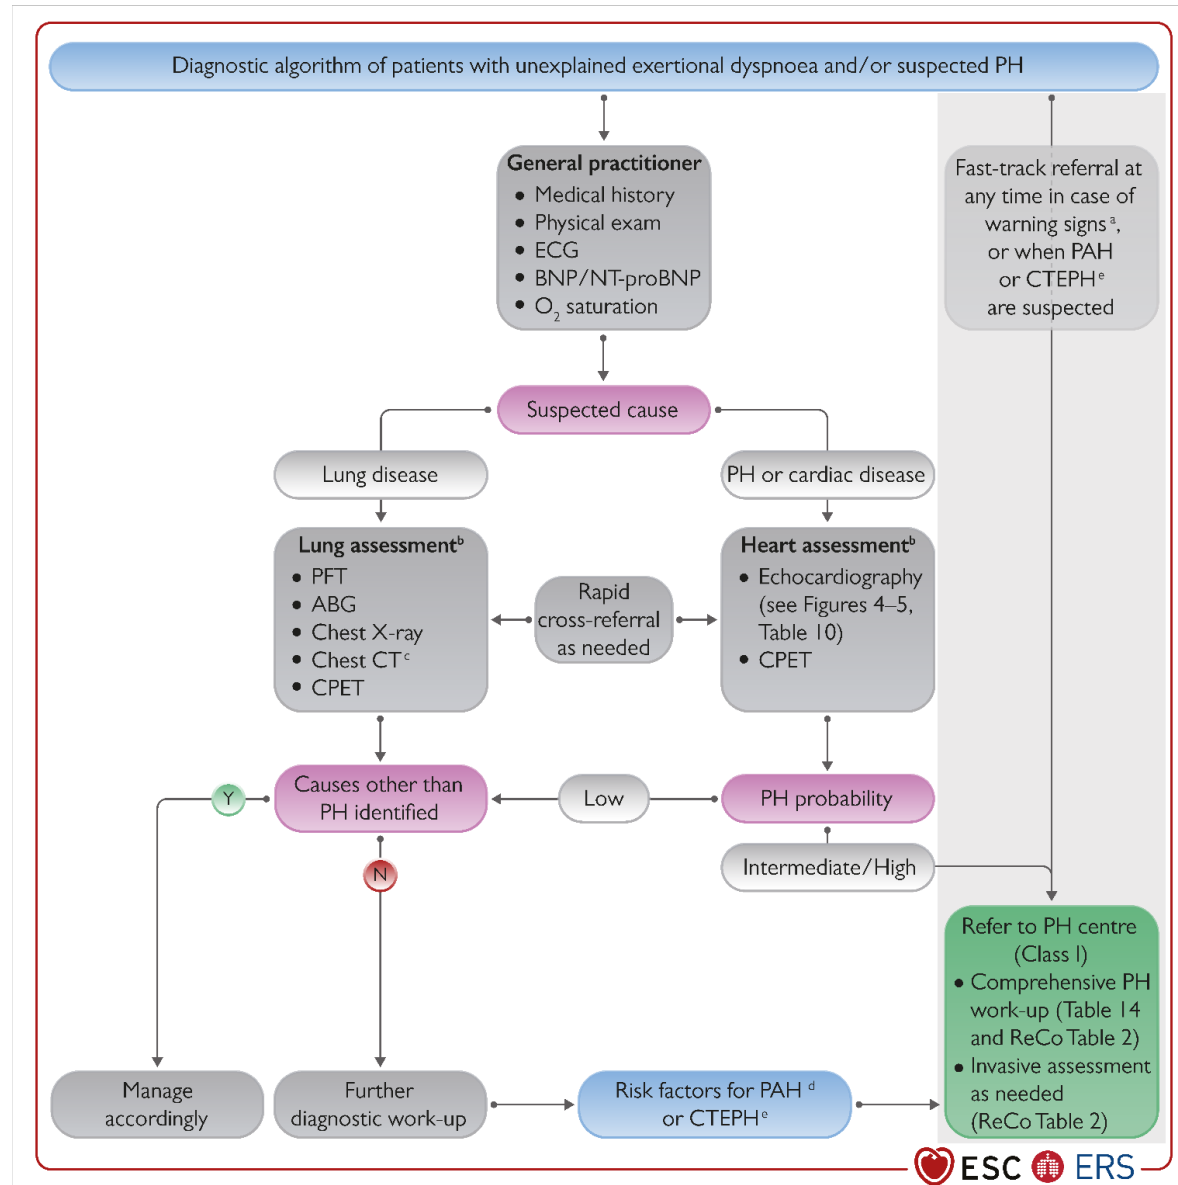 Diagnostic algorithm of patients with unexplained exertional dyspnoea and/or suspected PH
General practitioner
• Medical history
• Physical exam
• ECG
• BNP/NT-proBNP
• O₂ saturation
Fast-track referral at
any time in case of
warning signsᵃ,
or when PAH
or CTEPHᵉ
are suspected
Suspected cause
Lung disease
PH or cardiac disease
Lung assessmentᵇ
• PFT
• ABG
• Chest X-ray
• Chest CTᶜ
• CPET
Rapid
cross-referral
as needed
Heart assessmentᵇ
• Echocardiography
(see Figures 4–5,
Table 10)
• CPET
Y
Causes other than
PH identified
Low
PH probability
N
Intermediate/High
Refer to PH centre
(Class I)
• Comprehensive PH
work-up (Table 14
and ReCo Table 2)
• Invasive assessment
as needed
(ReCo Table 2)
Manage
accordingly
Further
diagnostic work-up
Risk factors for PAHᵈ
or CTEPHᵉ
ESC ERS